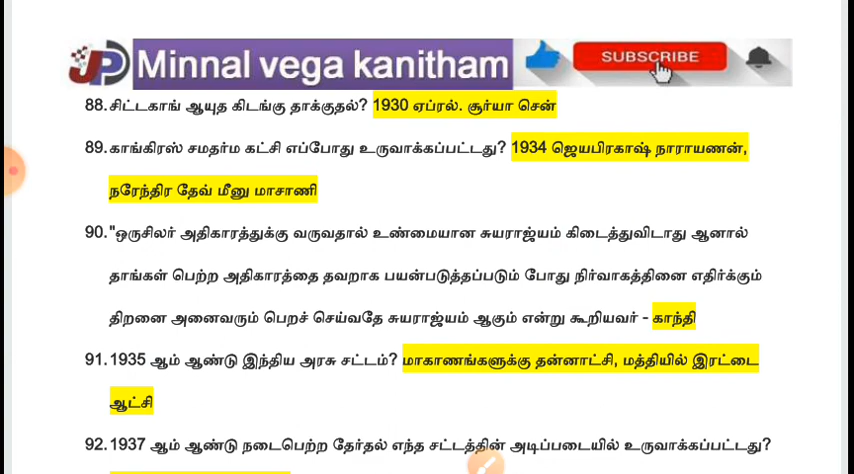 JP Minnal vega kanitham SUBSCRIBE
88. சிட்டகாங் ஆயுத கிடங்கு தாக்குதல்? 1930 ஏப்ரல். சூர்யா சென்
89. காங்கிரஸ் சமதர்ம கட்சி எப்போது உருவாக்கப்பட்டது? 1934 ஜெயபிரகாஷ் நாராயணன்,
நரேந்திர தேவ் மீனு மாசாணி
90. "ஒருசிலர் அதிகாரத்துக்கு வருவதால் உண்மையான சுயராஜ்யம் கிடைத்துவிடாது ஆனால்
தாங்கள் பெற்ற அதிகாரத்தை தவறாக பயன்படுத்தப்படும் போது நிர்வாகத்தினை எதிர்க்கும்
திறனை அனைவரும் பெறச் செய்வதே சுயராஜ்யம் ஆகும் என்று கூறியவர் - காந்தி
91. 1935 ஆம் ஆண்டு இந்திய அரசு சட்டம்? மாகாணங்களுக்கு தன்னாட்சி, மத்தியில் இரட்டை
ஆட்சி
92. 1937 ஆம் ஆண்டு நடைபெற்ற தேர்தல் எந்த சட்டத்தின் அடிப்படையில் உருவாக்கப்பட்டது?